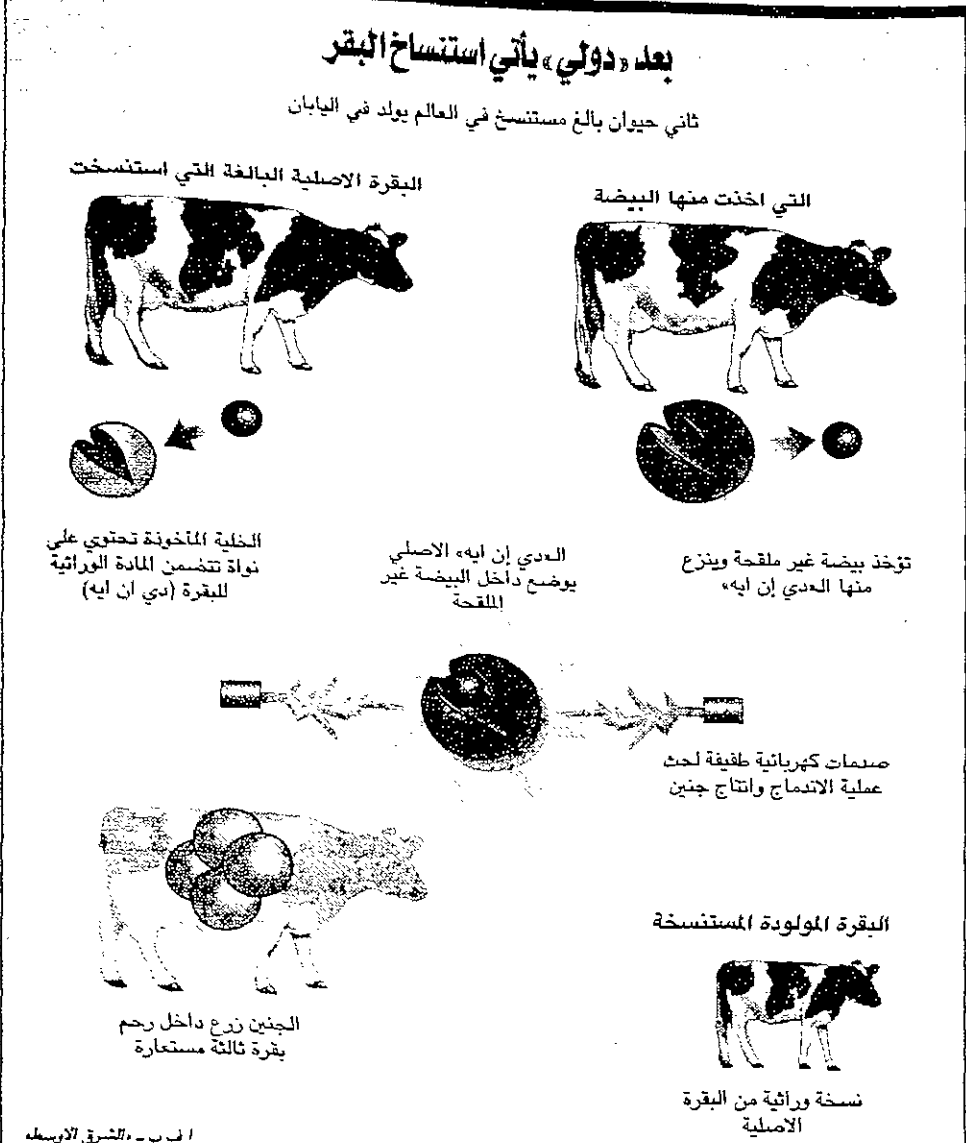 بعد «دولي» يأتي استنساخ البقر
ثاني حيوان بالغ مستنسخ في العالم يولد في اليابان
التي اخذت منها البيضة
البقرة الاصلية البالغة التي استنسخت
تؤخذ بيضة غير ملقحة وينزع
منها الـ«دي إن ايه»
الـ«دي إن ايه» الاصلي
يوضع داخل البيضة غير
الملقحة
الخلية المأخوذة تحتوي على
نواة تتضمن المادة الوراثية
للبقرة (دي ان ايه)
صدمات كهربائية طفيفة لحث
عملية الاندماج وانتاج جنين
الجنين زرع داخل رحم
بقرة ثالثة مستعارة
البقرة المولودة المستنسخة
نسخة وراثية من البقرة
الاصلية
ا ف ب - «الشرق الاوسط»